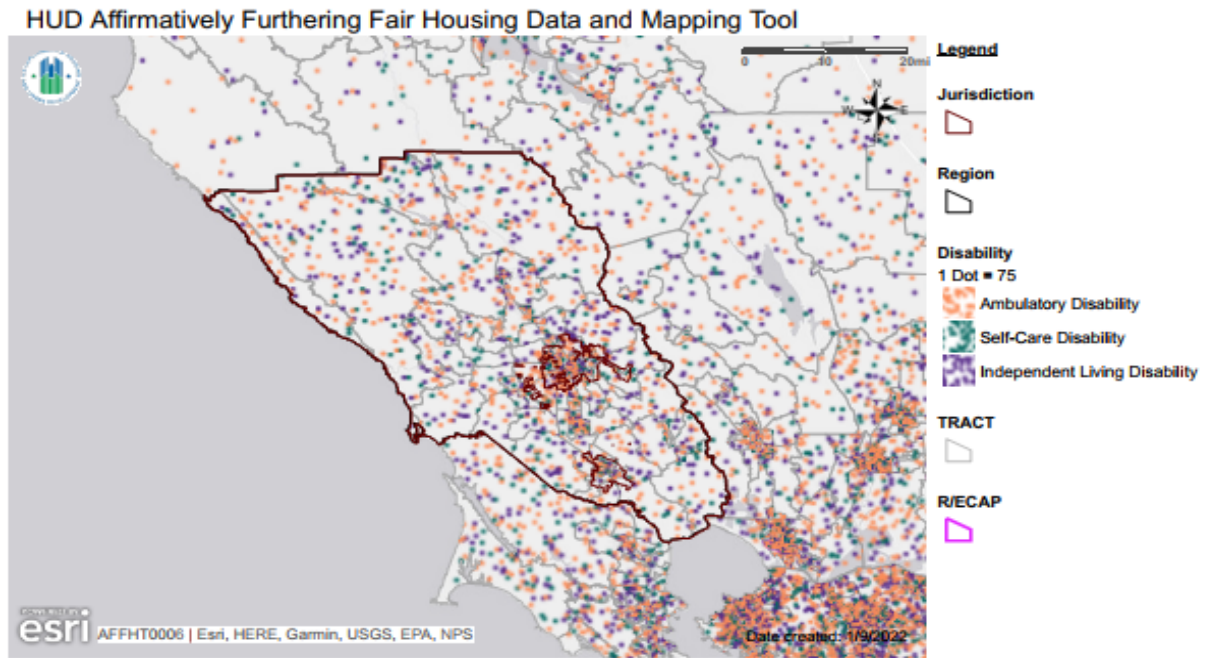 HUD Affirmatively Furthering Fair Housing Data and Mapping Tool
0 10 20mi
N
W E
Legend
Jurisdiction
Region
Disability
1 Dot = 75
Ambulatory Disability
Self-Care Disability
Independent Living Disability
TRACT
R/ECAP
POWERED BY
esri
AFFHT0006 | Esri, HERE, Garmin, USGS, EPA, NPS
Date created: 1/9/2022